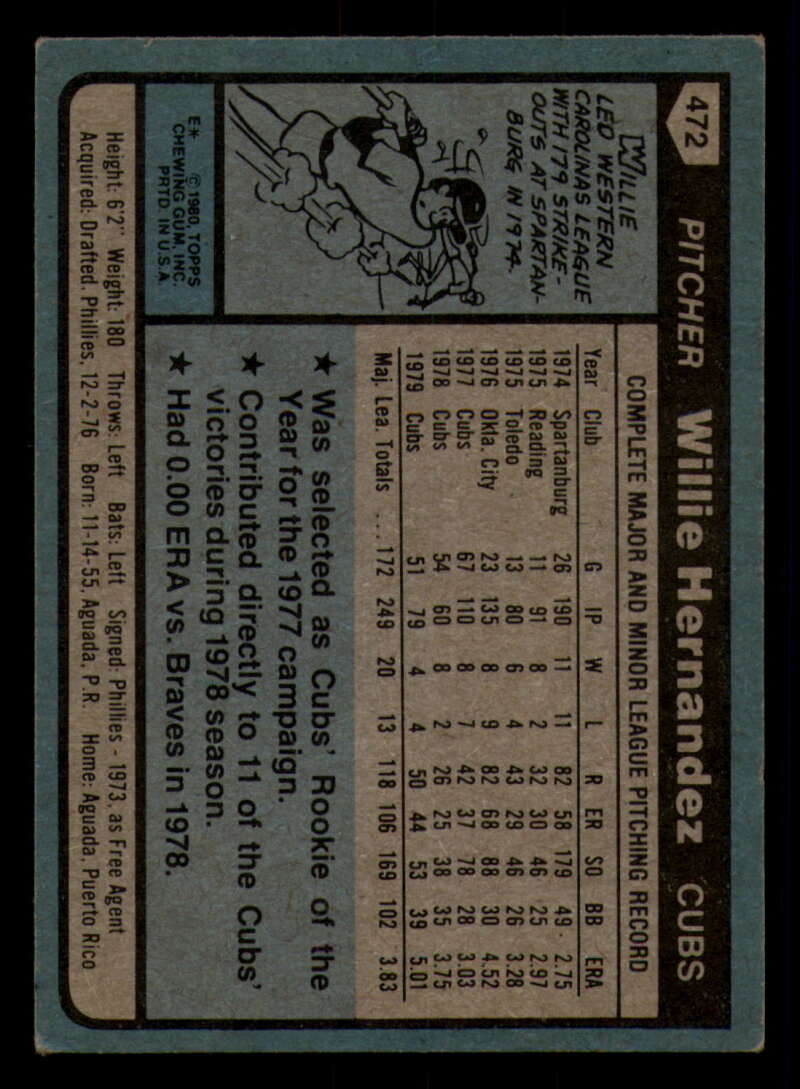 472 PITCHER Willie Hernandez CUBS
WILLIE
LED WESTERN
CAROLINAS LEAGUE
WITH 179 STRIKE-
OUTS AT SPARTAN-
BURG IN 1974.
E* © 1980, TOPPS
CHEWING GUM, INC.
PRTD. IN U.S.A.
COMPLETE MAJOR AND MINOR LEAGUE PITCHING RECORD
Year Club G IP W L R ER SO BB ERA
1974 Spartanburg 26 190 11 11 82 58 179 49 2.75
1975 Reading 11 91 8 2 32 30 46 25 2.97
1975 Toledo 13 80 6 4 43 29 46 26 3.28
1976 Okla. City 23 135 8 9 82 68 88 30 4.52
1977 Cubs 67 110 8 7 42 37 78 28 3.03
1978 Cubs 54 60 8 2 26 25 38 35 3.75
1979 Cubs 51 79 4 4 50 44 53 39 5.01
Maj. Lea. Totals ... 172 249 20 13 118 106 169 102 3.83
★ Was selected as Cubs' Rookie of the
Year for the 1977 campaign.
★ Contributed directly to 11 of the Cubs'
victories during 1978 season.
★ Had 0.00 ERA vs. Braves in 1978.
Height: 6'2" Weight: 180 Throws: Left Bats: Left Signed: Phillies - 1973, as Free Agent
Acquired: Drafted, Phillies, 12-2-76 Born: 11-14-55, Aguada, P.R. Home: Aguada, Puerto Rico